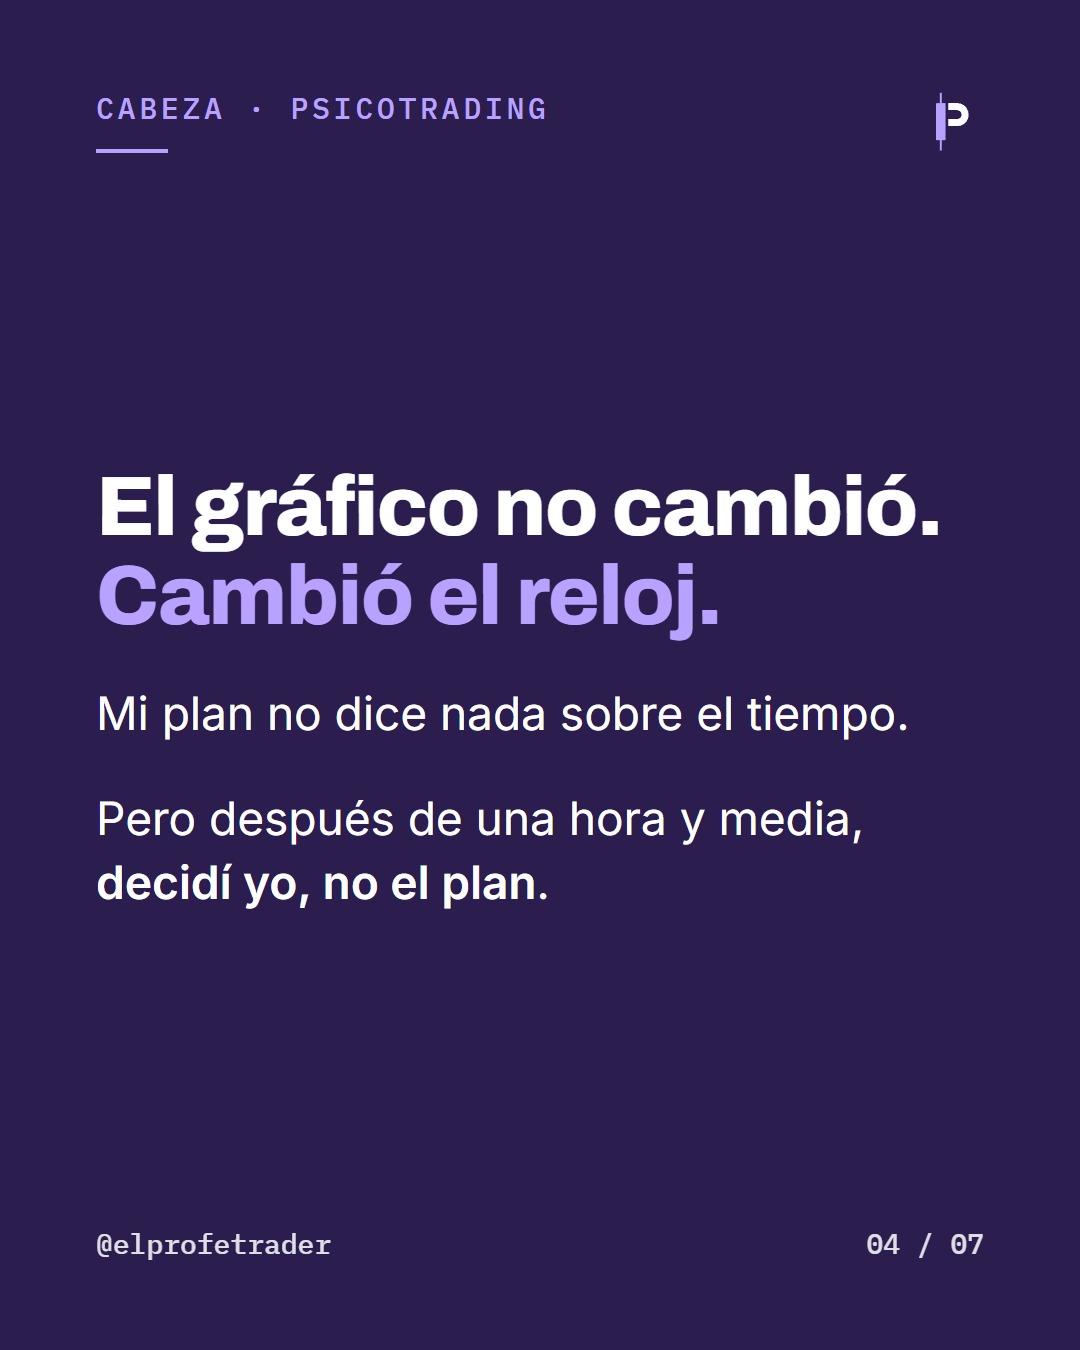 CABEZA · PSICOTRADING
El gráfico no cambió.
Cambió el reloj.
Mi plan no dice nada sobre el tiempo.
Pero después de una hora y media,
decidí yo, no el plan.
@elprofetrader
04 / 07